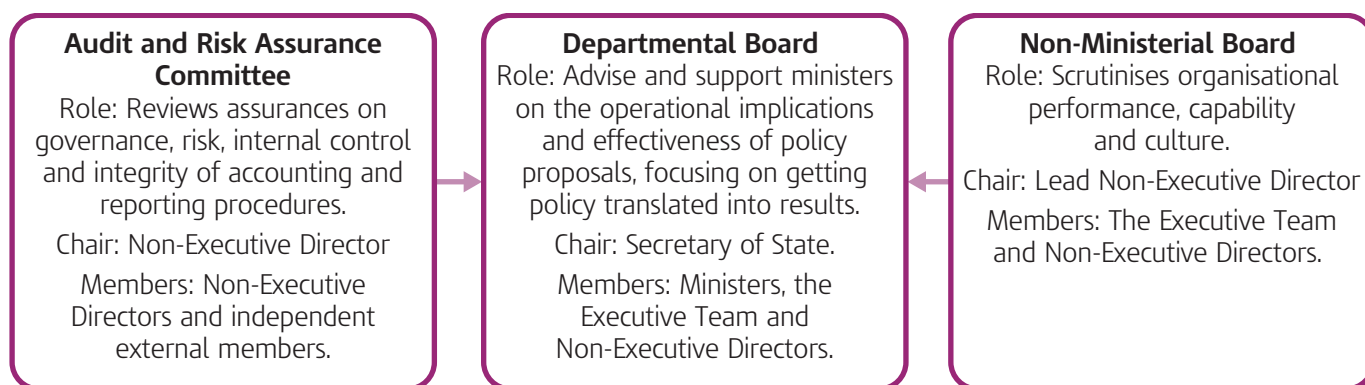 Audit and Risk Assurance
Committee
Role: Reviews assurances on
governance, risk, internal control
and integrity of accounting and
reporting procedures.
Chair: Non-Executive Director
Members: Non-Executive
Directors and independent
external members.
Departmental Board
Role: Advise and support ministers
on the operational implications
and effectiveness of policy
proposals, focusing on getting
policy translated into results.
Chair: Secretary of State.
Members: Ministers, the
Executive Team and
Non-Executive Directors.
Non-Ministerial Board
Role: Scrutinises organisational
performance, capability
and culture.
Chair: Lead Non-Executive Director
Members: The Executive Team
and Non-Executive Directors.